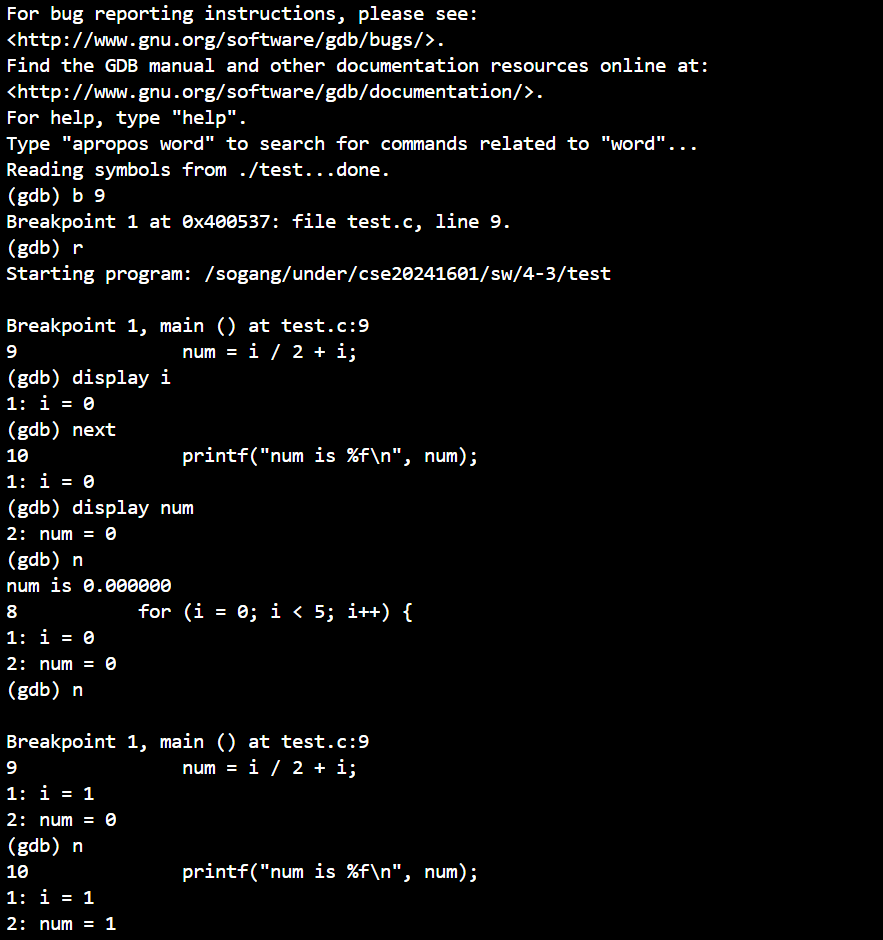 For bug reporting instructions, please see:
<http://www.gnu.org/software/gdb/bugs/>.
Find the GDB manual and other documentation resources online at:
<http://www.gnu.org/software/gdb/documentation/>.
For help, type "help".
Type "apropos word" to search for commands related to "word"...
Reading symbols from ./test...done.
(gdb) b 9
Breakpoint 1 at 0x400537: file test.c, line 9.
(gdb) r
Starting program: /sogang/under/cse20241601/sw/4-3/test

Breakpoint 1, main () at test.c:9
9               num = i / 2 + i;
(gdb) display i
1: i = 0
(gdb) next
10              printf("num is %f\n", num);
1: i = 0
(gdb) display num
2: num = 0
(gdb) n
num is 0.000000
8           for (i = 0; i < 5; i++) {
1: i = 0
2: num = 0
(gdb) n

Breakpoint 1, main () at test.c:9
9               num = i / 2 + i;
1: i = 1
2: num = 0
(gdb) n
10              printf("num is %f\n", num);
1: i = 1
2: num = 1